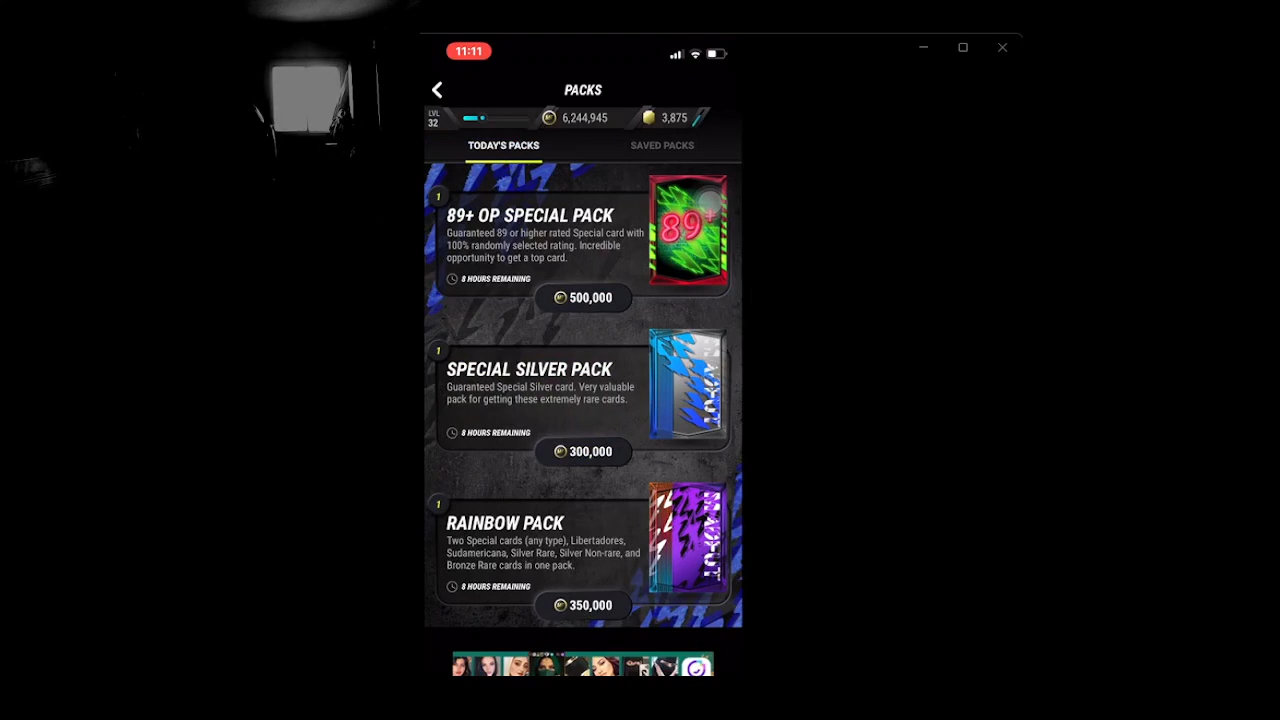 11:11
PACKS
LVL
32
6,244,945
3,875
TODAY'S PACKS
SAVED PACKS
1
89+ OP SPECIAL PACK
Guaranteed 89 or higher rated Special card with
100% randomly selected rating. Incredible
opportunity to get a top card.
8 HOURS REMAINING
500,000
89+
1
SPECIAL SILVER PACK
Guaranteed Special Silver card. Very valuable
pack for getting these extremely rare cards.
8 HOURS REMAINING
300,000
1
RAINBOW PACK
Two Special cards (any type), Libertadores,
Sudamericana, Silver Rare, Silver Non-rare, and
Bronze Rare cards in one pack.
8 HOURS REMAINING
350,000
MADFUT